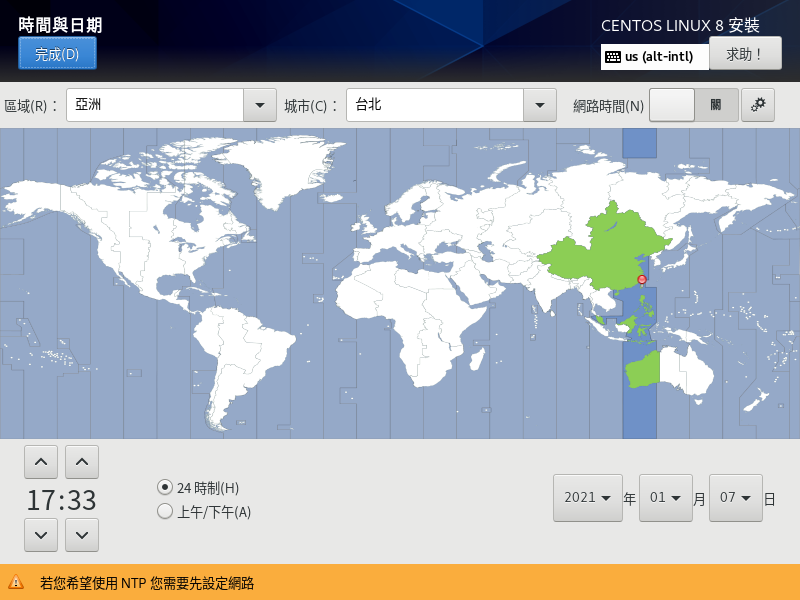 時間與日期
CENTOS LINUX 8 安裝
完成(D)
us (alt-intl)
求助！
區域(R)：
亞洲
城市(C)：
台北
網路時間(N)
關
17:33
24 時制(H)
上午/下午(A)
2021 年 01 月 07 日
若您希望使用 NTP 您需要先設定網路